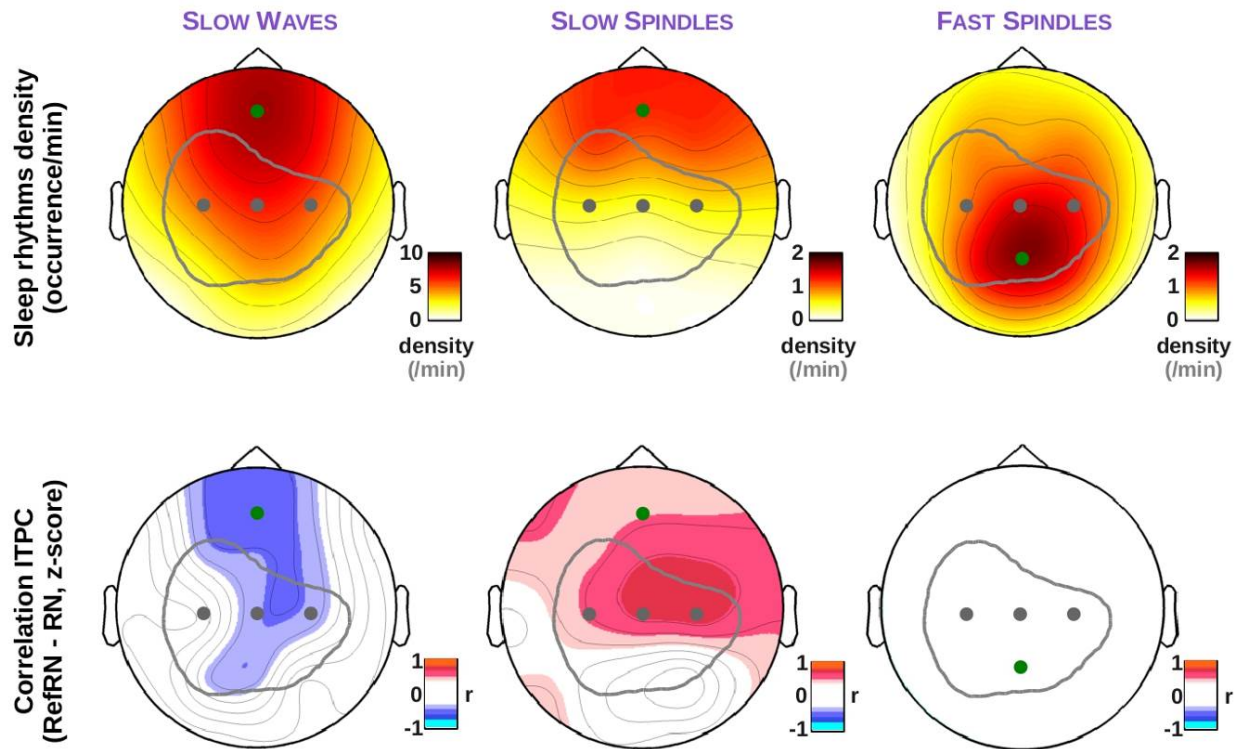 SLOW WAVES
SLOW SPINDLES
FAST SPINDLES
Sleep rhythms density
(occurrence/min)
10
5
0
density
(/min)
2
1
0
density
(/min)
2
1
0
density
(/min)
Correlation ITPC
(RefRN - RN, z-score)
1
0
-1
r
1
0
-1
r
1
0
-1
r